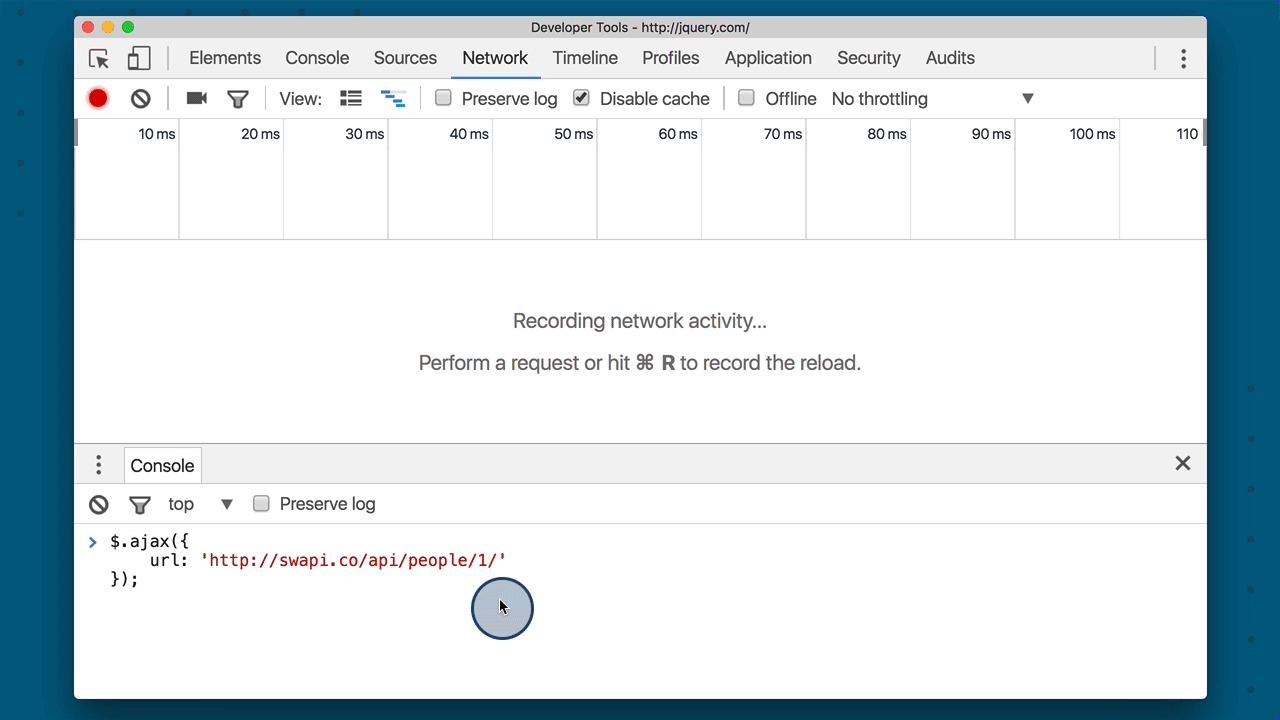 Developer Tools - http://jquery.com/
Elements Console Sources Network Timeline Profiles Application Security Audits
View: Preserve log Disable cache Offline No throttling
10 ms 20 ms 30 ms 40 ms 50 ms 60 ms 70 ms 80 ms 90 ms 100 ms 110
Recording network activity...
Perform a request or hit ⌘ R to record the reload.
Console
top Preserve log
> $.ajax({
url: 'http://swapi.co/api/people/1/'
});